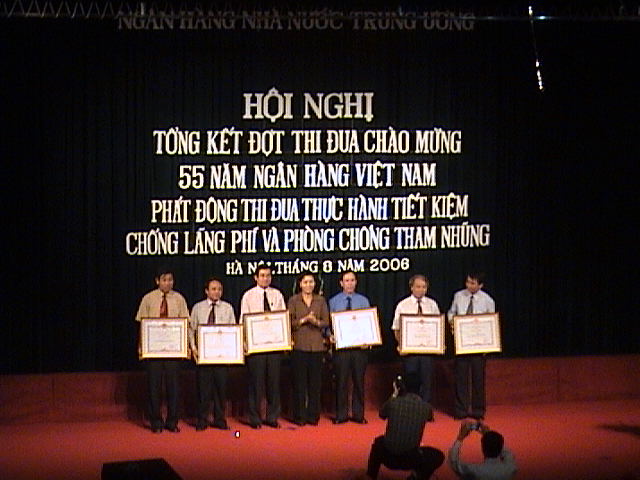 NGÂN HÀNG NHÀ NƯỚC TRUNG ƯƠNG
HỘI NGHỊ
TỔNG KẾT ĐỢT THI ĐUA CHÀO MỪNG
55 NĂM NGÂN HÀNG VIỆT NAM
PHÁT ĐỘNG THI ĐUA THỰC HÀNH TIẾT KIỆM
CHỐNG LÃNG PHÍ VÀ PHÒNG CHỐNG THAM NHŨNG
HÀ NỘI, THÁNG 8 NĂM 2006